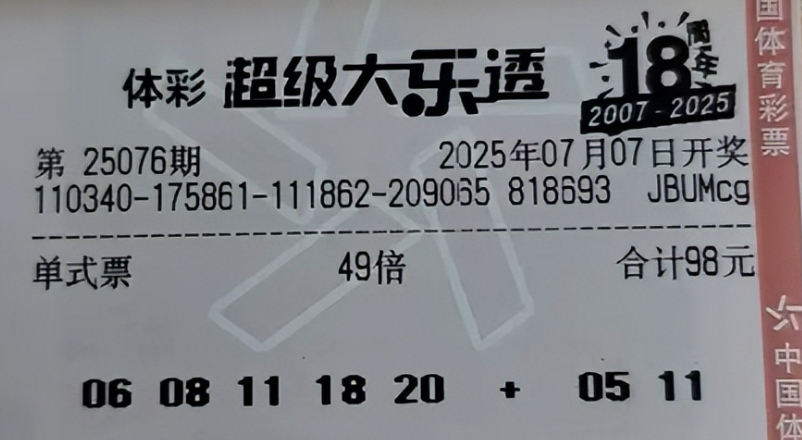 体彩 超级大乐透 18周年
2007-2025
第 25076期 2025年07月07日开奖
110340-175861-111862-209065 818693 JBUMcg
单式票 49倍 合计98元
06 08 11 18 20 + 05 11
国体育彩票
中国体